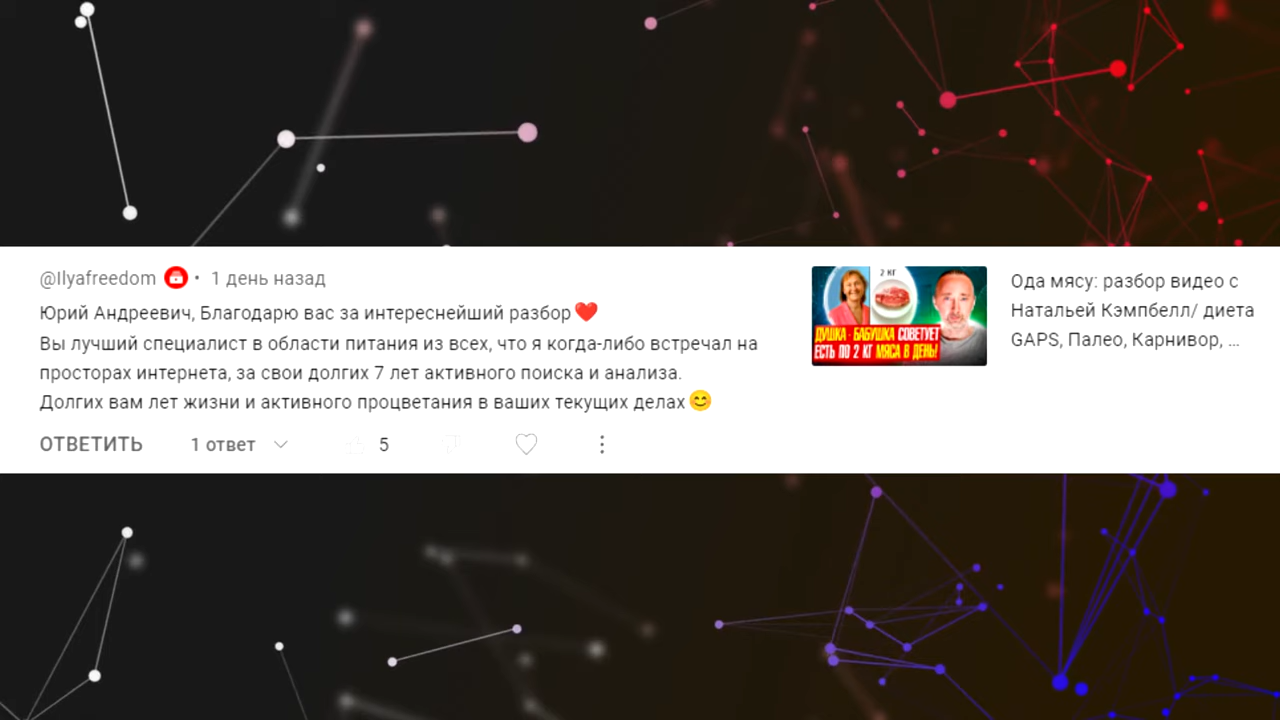 @Ilyafreedom • 1 день назад
Юрий Андреевич, Благодарю вас за интереснейший разбор❤️
Вы лучший специалист в области питания из всех, что я когда-либо встречал на
просторах интернета, за свои долгих 7 лет активного поиска и анализа.
Долгих вам лет жизни и активного процветания в ваших текущих делах😊
ОТВЕТИТЬ 1 ответ 5
2 КГ
ДУШКА - БАБУШКА СОВЕТУЕТ
ЕСТЬ ПО 2 КГ МЯСА В ДЕНЬ!
Ода мясу: разбор видео с
Натальей Кэмпбелл/ диета
GAPS, Палео, Карнивор, ...